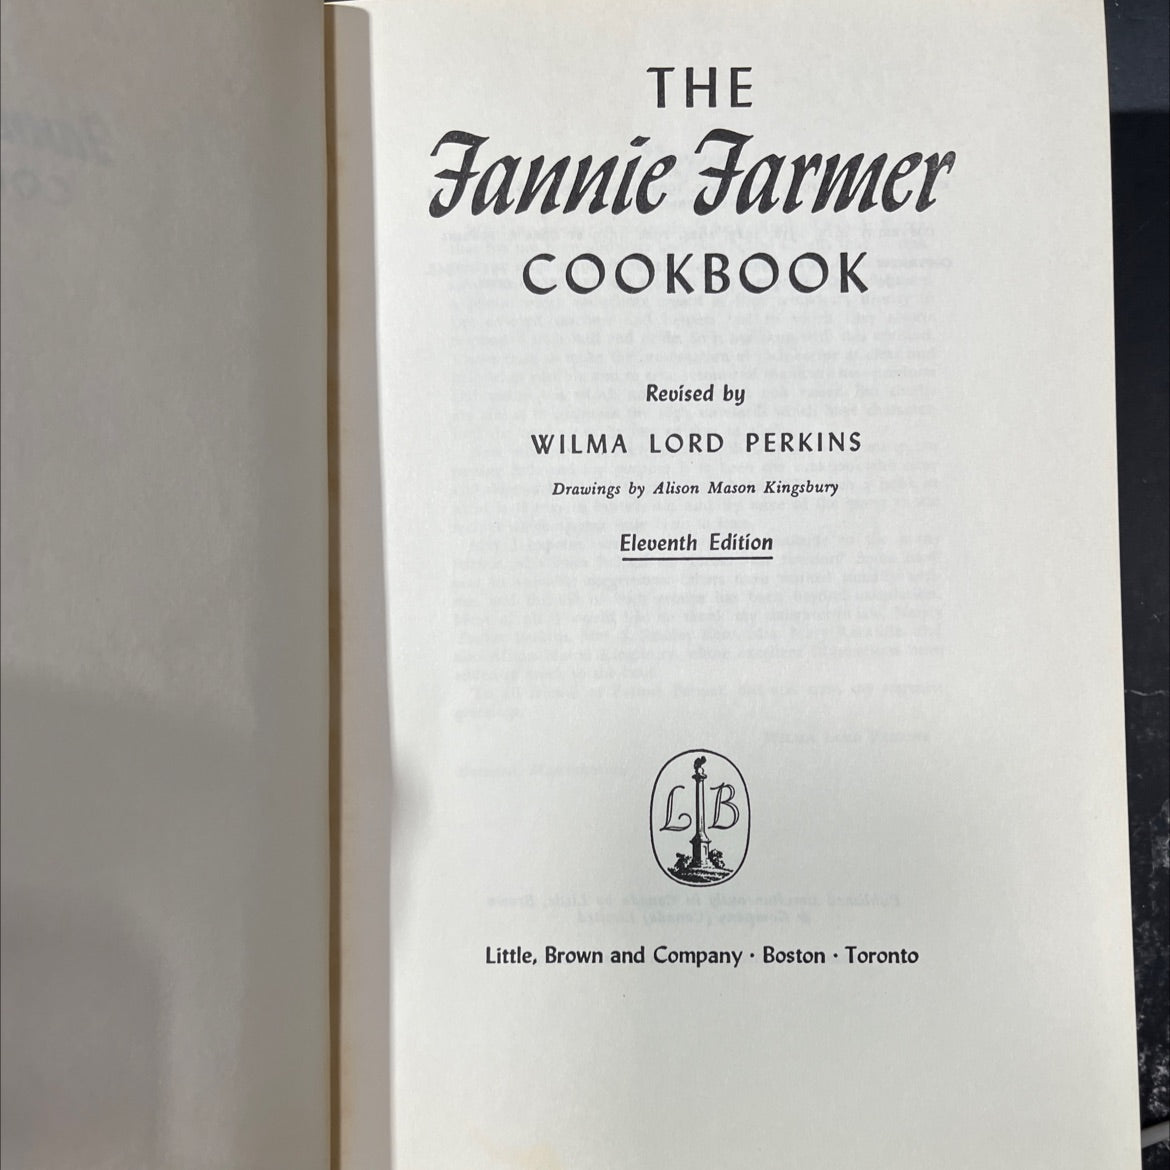 THE
Fannie Farmer
COOKBOOK
Revised by
WILMA LORD PERKINS
Drawings by Alison Mason Kingsbury
Eleventh Edition
L B
Little, Brown and Company · Boston · Toronto